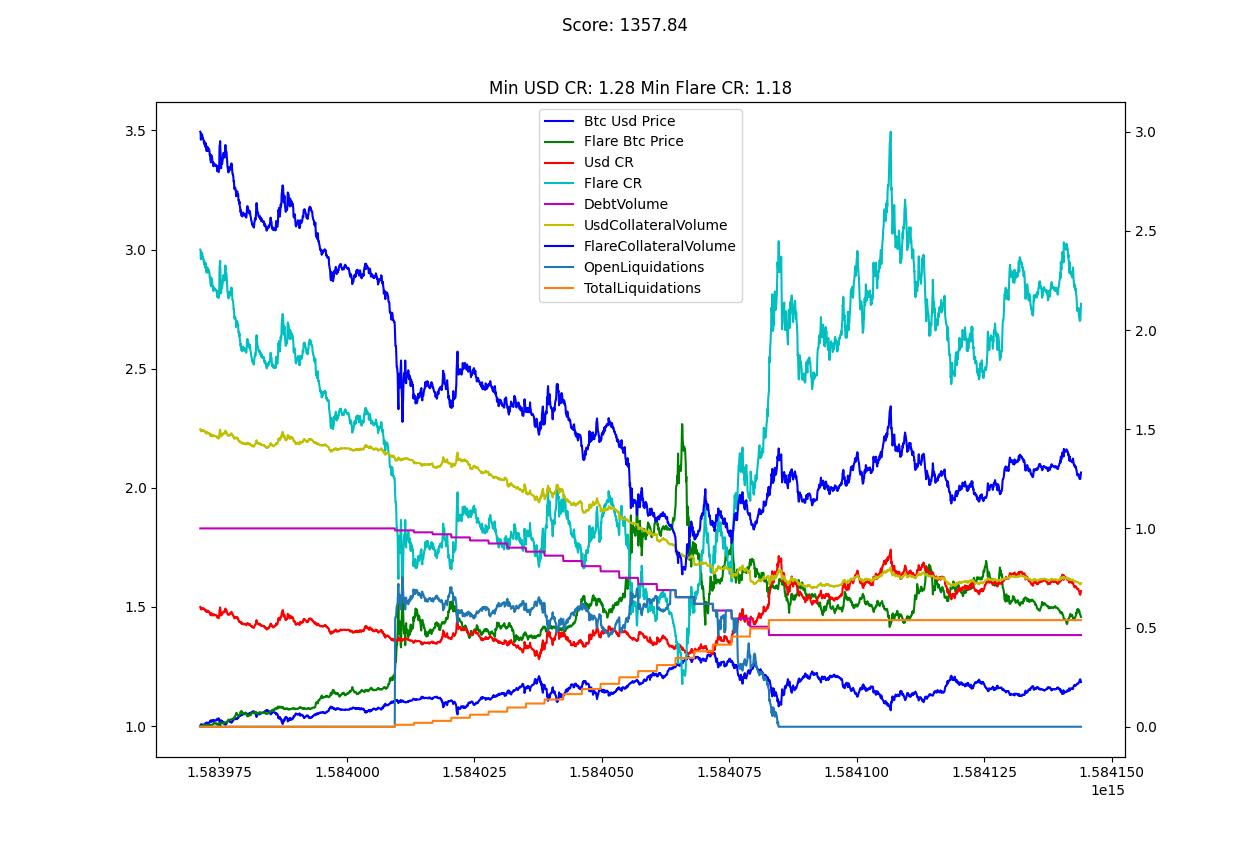 Score: 1357.84
Min USD CR: 1.28 Min Flare CR: 1.18
Btc Usd Price
Flare Btc Price
Usd CR
Flare CR
DebtVolume
UsdCollateralVolume
FlareCollateralVolume
OpenLiquidations
TotalLiquidations
3.5
3.0
2.5
2.0
1.5
1.0
3.0
2.5
2.0
1.5
1.0
0.5
0.0
1.583975 1.584000 1.584025 1.584050 1.584075 1.584100 1.584125 1.584150
1e15